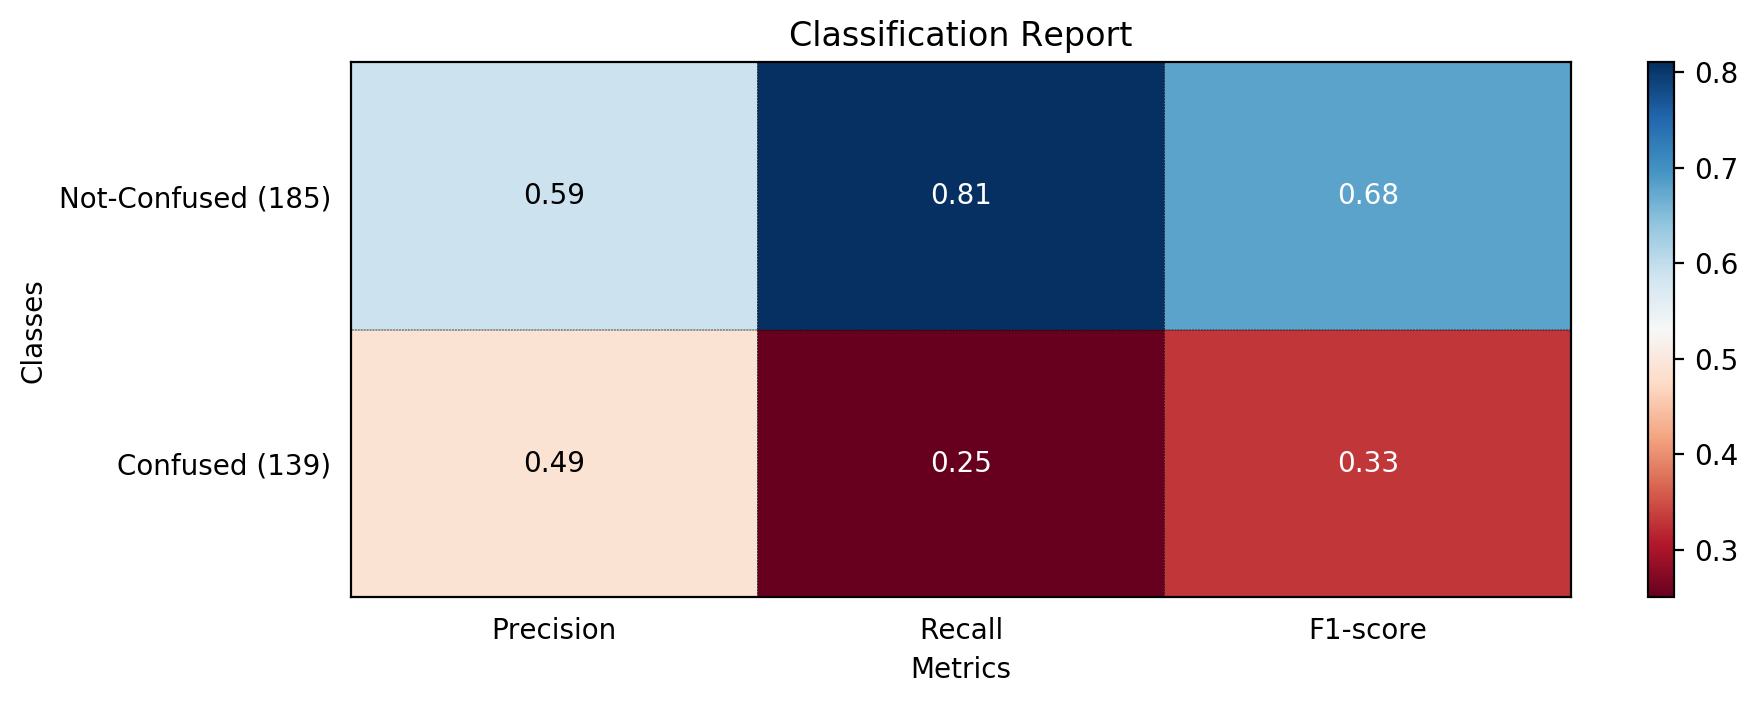 Classification Report
Not-Confused (185)
0.59 0.81 0.68
Confused (139)
0.49 0.25 0.33
Classes
Precision Recall F1-score
Metrics
0.8
0.7
0.6
0.5
0.4
0.3